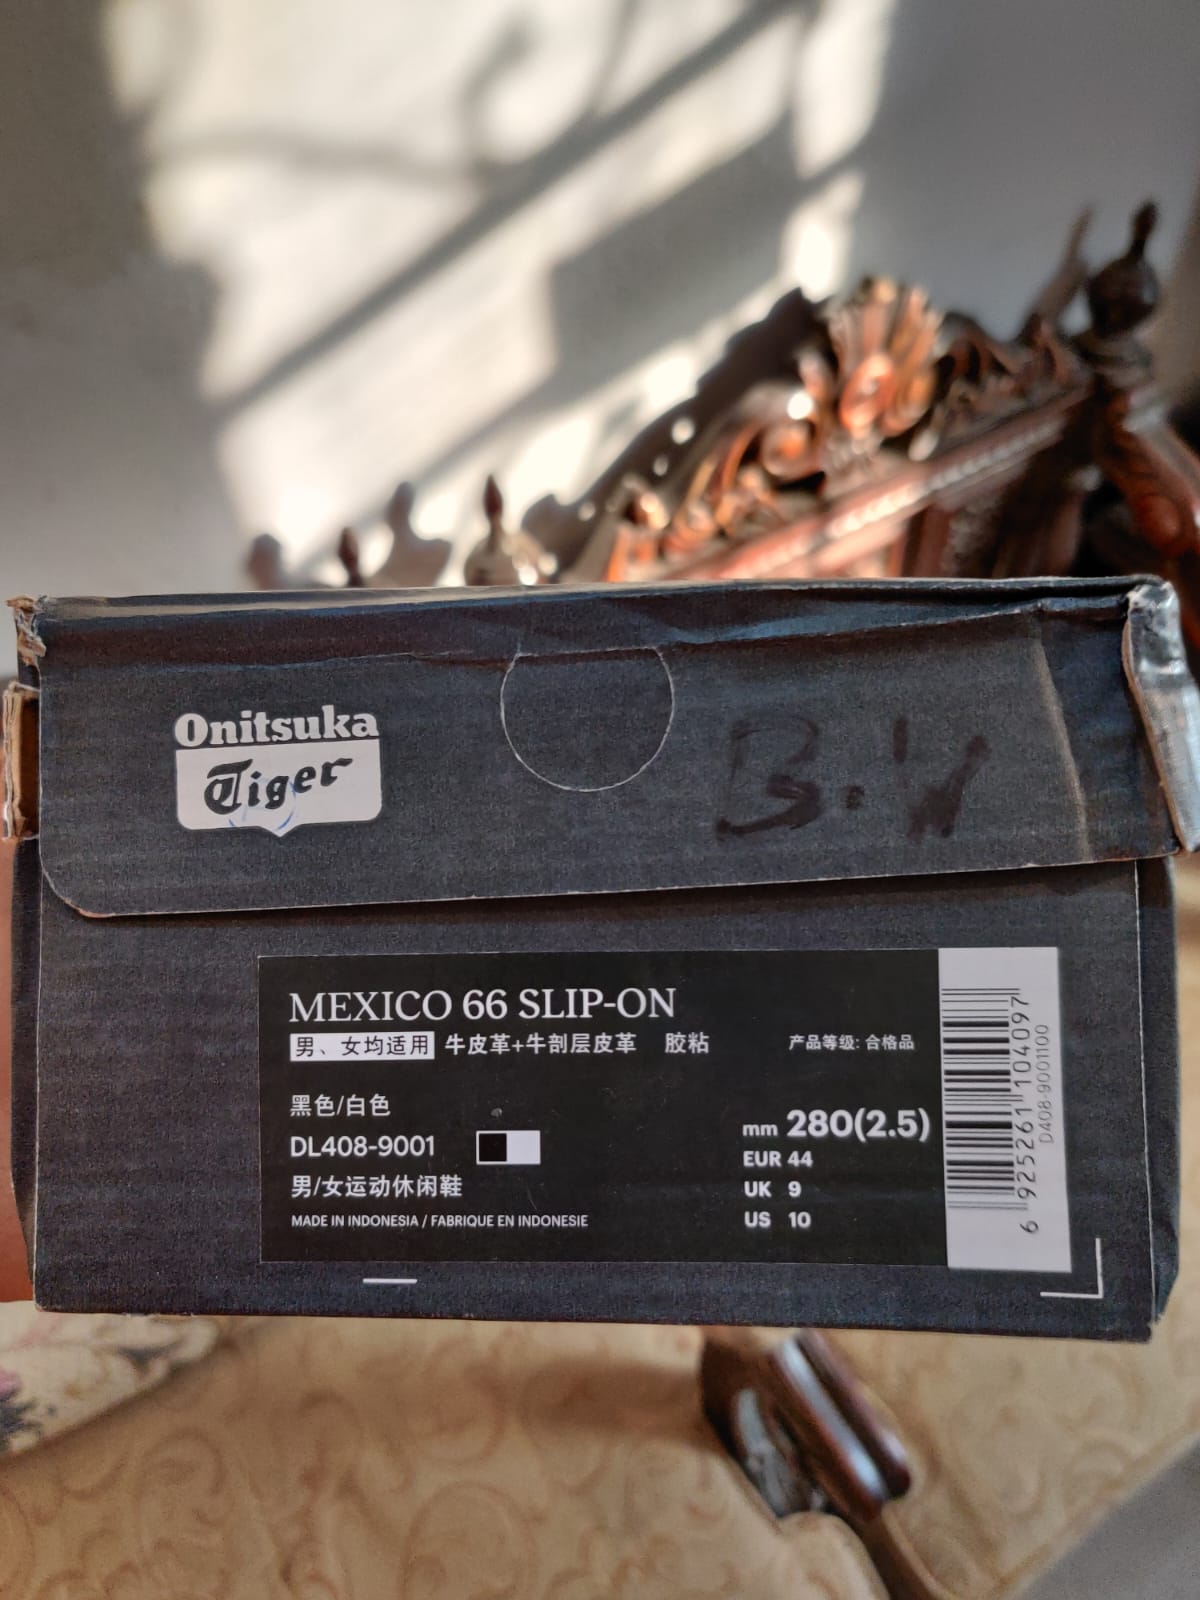 Onitsuka
Tiger
MEXICO 66 SLIP-ON
男、女均适用 牛皮革+牛剖层皮革 胶粘
产品等级: 合格品
黑色/白色
DL408-9001
男/女运动休闲鞋
MADE IN INDONESIA / FABRIQUE EN INDONESIE
mm 280(2.5)
EUR 44
UK 9
US 10
6 925261 104097
D408-9001100